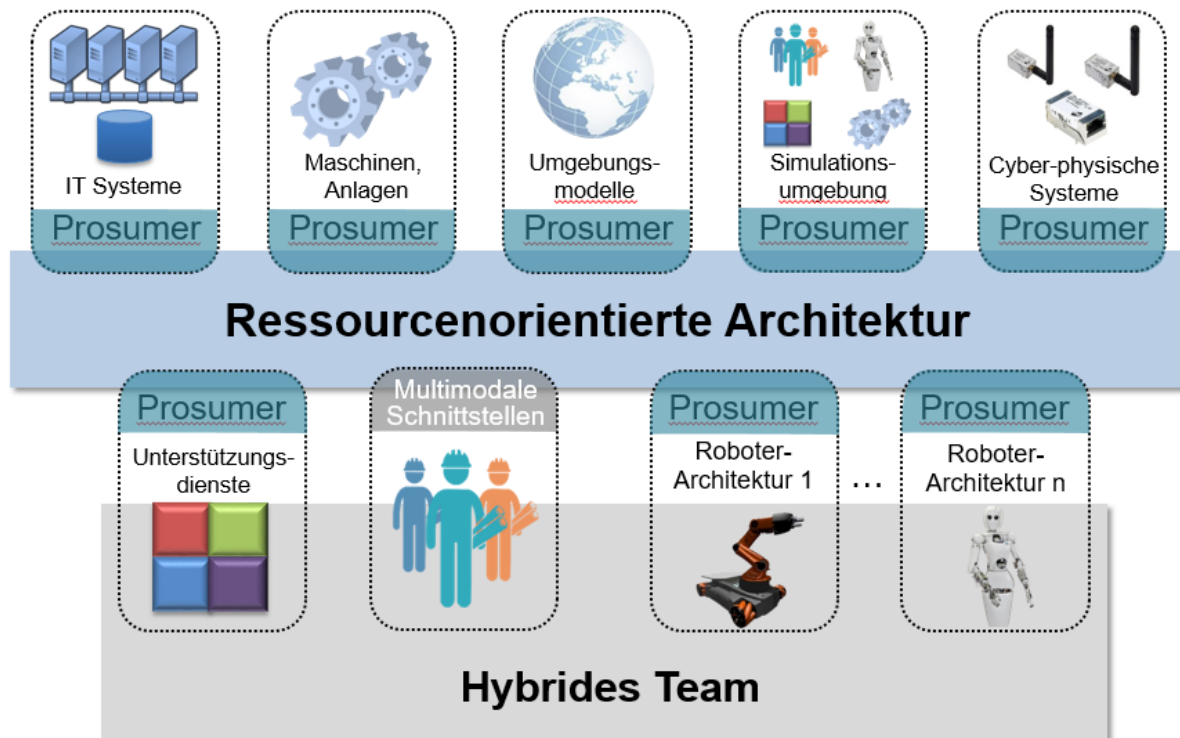 IT Systeme
Prosumer
Maschinen,
Anlagen
Prosumer
Umgebungs-
modelle
Prosumer
Simulations-
umgebung
Prosumer
Cyber-physische
Systeme
Prosumer
Ressourcenorientierte Architektur
Prosumer
Unterstützungs-
dienste
Multimodale
Schnittstellen
Prosumer
Roboter-
Architektur 1
...
Prosumer
Roboter-
Architektur n
Hybrides Team